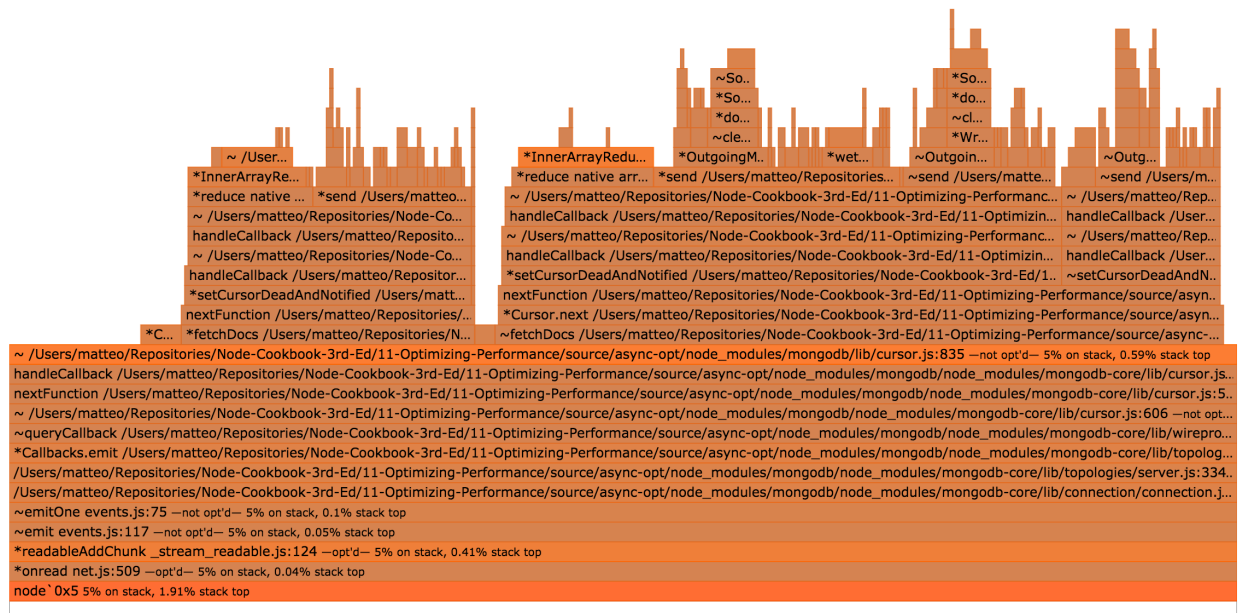 ~So.. *So...
*So.. *do...
*do... ~cl...
~cle... *Wr...
~ /User... *InnerArrayRedu... *OutgoingM.. *wet... ~Outgoin... ~Outg...
*InnerArrayRe... *reduce native arr... *send /Users/matteo/Repositories... ~send /Users/matte... ~send /Users/m...
*reduce native ... *send /Users/matteo... ~ /Users/matteo/Repositories/Node-Cookbook-3rd-Ed/11-Optimizing-Performanc... ~ /Users/matteo/Rep...
~ /Users/matteo/Repositories/Node-Co... handleCallback /Users/matteo/Repositories/Node-Cookbook-3rd-Ed/11-Optimizin... handleCallback /User...
handleCallback /Users/matteo/Reposito... ~ /Users/matteo/Repositories/Node-Cookbook-3rd-Ed/11-Optimizing-Performanc... ~ /Users/matteo/Rep...
~ /Users/matteo/Repositories/Node-Co... handleCallback /Users/matteo/Repositories/Node-Cookbook-3rd-Ed/11-Optimizin... handleCallback /User...
handleCallback /Users/matteo/Repositor... *setCursorDeadAndNotified /Users/matteo/Repositories/Node-Cookbook-3rd-Ed/1... ~setCursorDeadAndN...
*setCursorDeadAndNotified /Users/matt... nextFunction /Users/matteo/Repositories/Node-Cookbook-3rd-Ed/11-Optimizing-Performance/source/asyn...
nextFunction /Users/matteo/Repositories/... *Cursor.next /Users/matteo/Repositories/Node-Cookbook-3rd-Ed/11-Optimizing-Performance/source/asyn...
*C... *fetchDocs /Users/matteo/Repositories/N... ~fetchDocs /Users/matteo/Repositories/Node-Cookbook-3rd-Ed/11-Optimizing-Performance/source/async-...
~ /Users/matteo/Repositories/Node-Cookbook-3rd-Ed/11-Optimizing-Performance/source/async-opt/node_modules/mongodb/lib/cursor.js:835 —not opt'd— 5% on stack, 0.59% stack top
handleCallback /Users/matteo/Repositories/Node-Cookbook-3rd-Ed/11-Optimizing-Performance/source/async-opt/node_modules/mongodb/node_modules/mongodb-core/lib/cursor.js...
nextFunction /Users/matteo/Repositories/Node-Cookbook-3rd-Ed/11-Optimizing-Performance/source/async-opt/node_modules/mongodb/node_modules/mongodb-core/lib/cursor.js:5...
~ /Users/matteo/Repositories/Node-Cookbook-3rd-Ed/11-Optimizing-Performance/source/async-opt/node_modules/mongodb/node_modules/mongodb-core/lib/cursor.js:606 —not opt...
~queryCallback /Users/matteo/Repositories/Node-Cookbook-3rd-Ed/11-Optimizing-Performance/source/async-opt/node_modules/mongodb/node_modules/mongodb-core/lib/wirepro...
*Callbacks.emit /Users/matteo/Repositories/Node-Cookbook-3rd-Ed/11-Optimizing-Performance/source/async-opt/node_modules/mongodb/node_modules/mongodb-core/lib/topolog...
/Users/matteo/Repositories/Node-Cookbook-3rd-Ed/11-Optimizing-Performance/source/async-opt/node_modules/mongodb/node_modules/mongodb-core/lib/topologies/server.js:334..
/Users/matteo/Repositories/Node-Cookbook-3rd-Ed/11-Optimizing-Performance/source/async-opt/node_modules/mongodb/node_modules/mongodb-core/lib/connection/connection.j...
~emitOne events.js:75 —not opt'd— 5% on stack, 0.1% stack top
~emit events.js:117 —not opt'd— 5% on stack, 0.05% stack top
*readableAddChunk _stream_readable.js:124 —opt'd— 5% on stack, 0.41% stack top
*onread net.js:509 —opt'd— 5% on stack, 0.04% stack top
node`0x5 5% on stack, 1.91% stack top